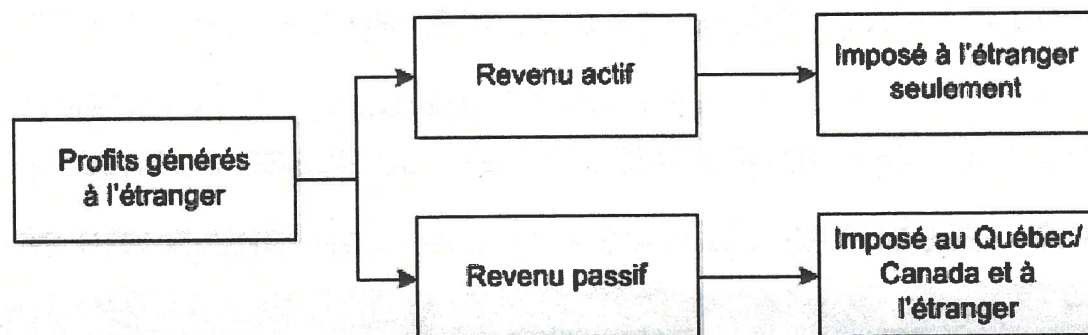 Profits générés
à l'étranger
Revenu actif
Imposé à l'étranger
seulement
Revenu passif
Imposé au Québec/
Canada et à
l'étranger